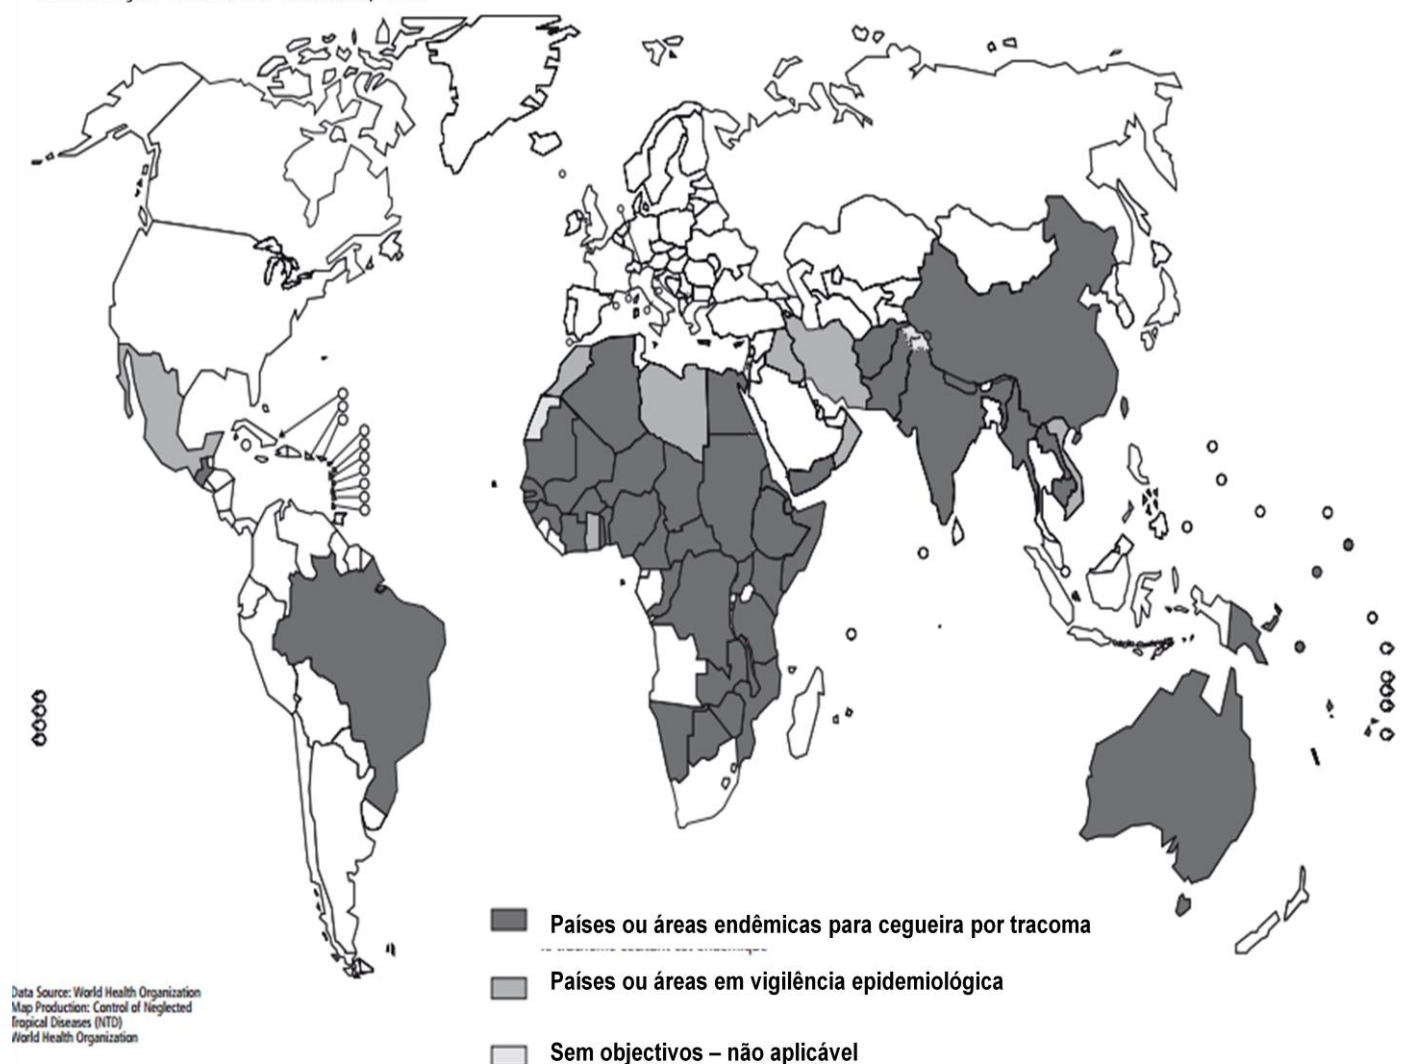 Países ou áreas endêmicas para cegueira por tracoma
Países ou áreas em vigilência epidemiológica
Sem objectivos – não aplicável
Data Source: World Health Organization
Map Production: Control of Neglected
Tropical Diseases (NTD)
World Health Organization